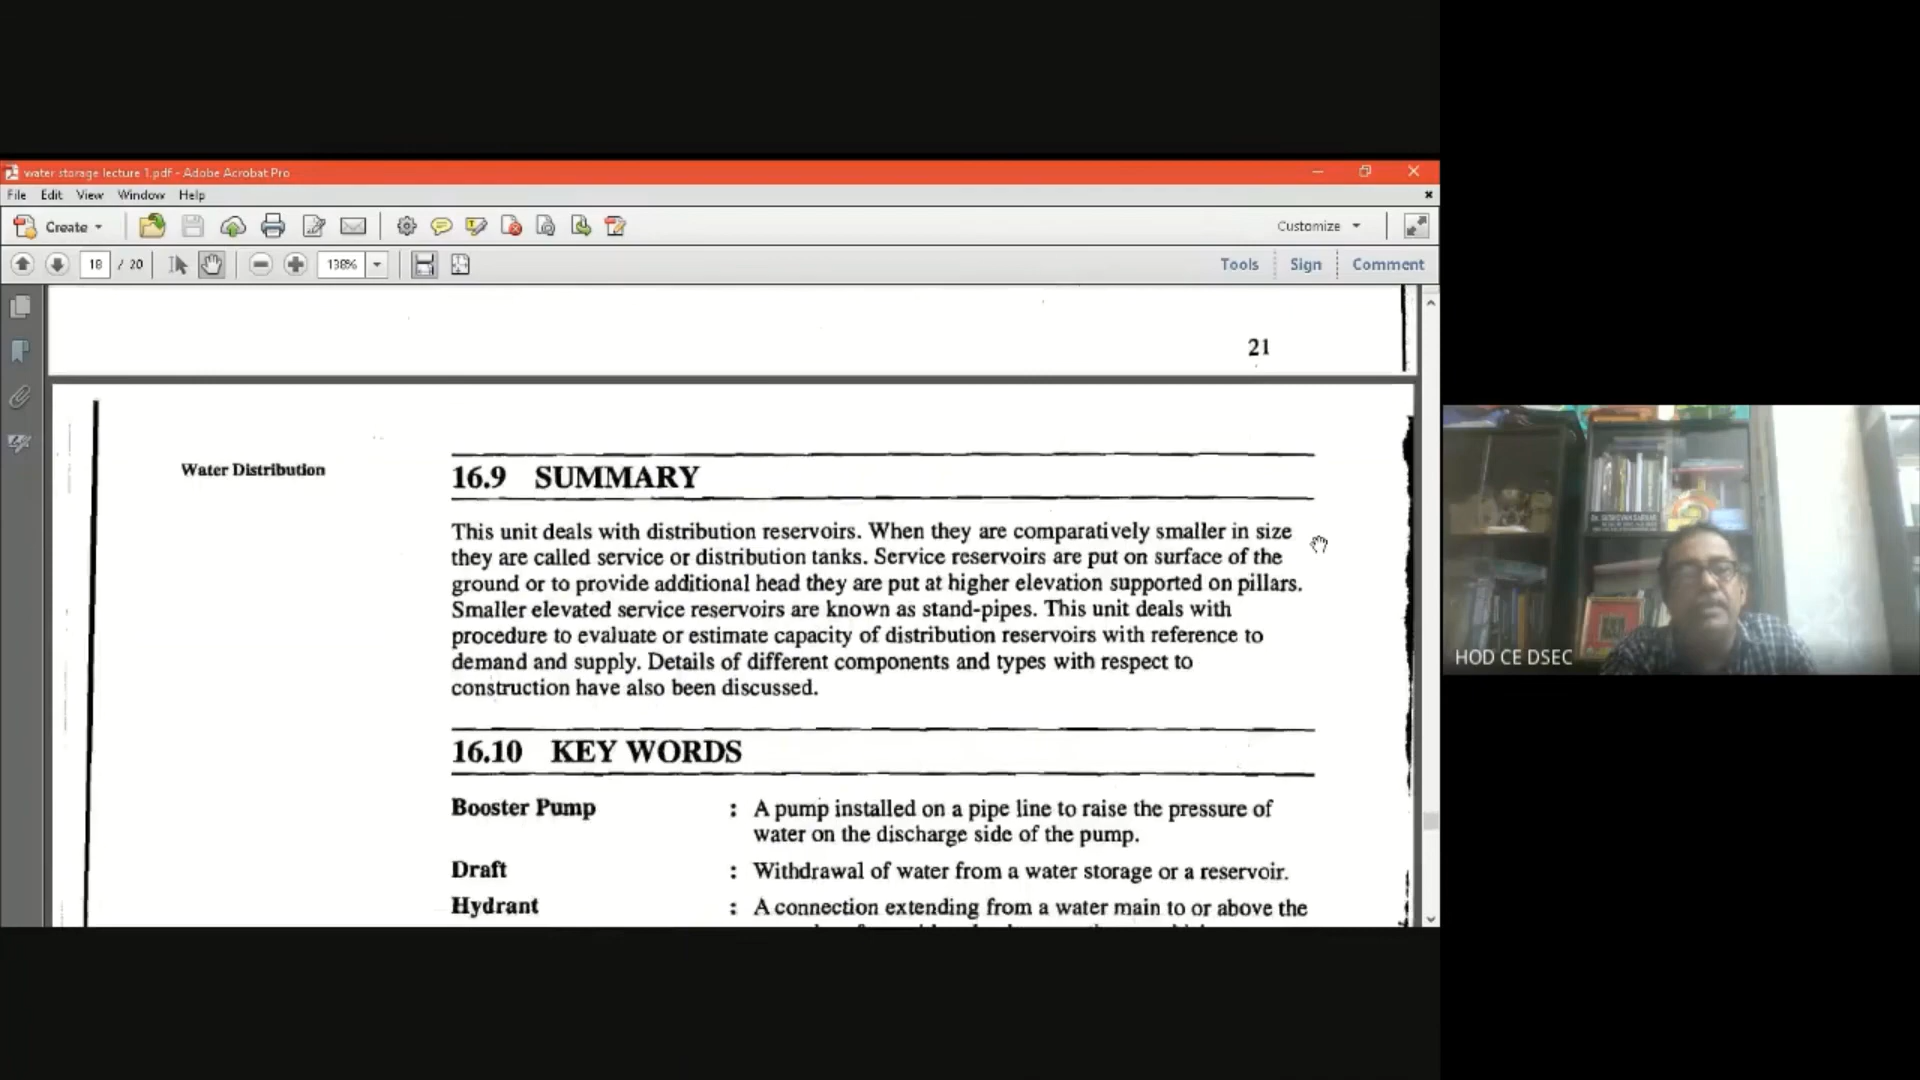 water storage lecture 1.pdf - Adobe Acrobat Pro
File Edit View Window Help
Create
Customize
18 / 20
138%
Tools Sign Comment
21
Water Distribution
16.9 SUMMARY
This unit deals with distribution reservoirs. When they are comparatively smaller in size
they are called service or distribution tanks. Service reservoirs are put on surface of the
ground or to provide additional head they are put at higher elevation supported on pillars.
Smaller elevated service reservoirs are known as stand-pipes. This unit deals with
procedure to evaluate or estimate capacity of distribution reservoirs with reference to
demand and supply. Details of different components and types with respect to
construction have also been discussed.
16.10 KEY WORDS
Booster Pump : A pump installed on a pipe line to raise the pressure of
water on the discharge side of the pump.
Draft : Withdrawal of water from a water storage or a reservoir.
Hydrant : A connection extending from a water main to or above the
HOD CE DSEC